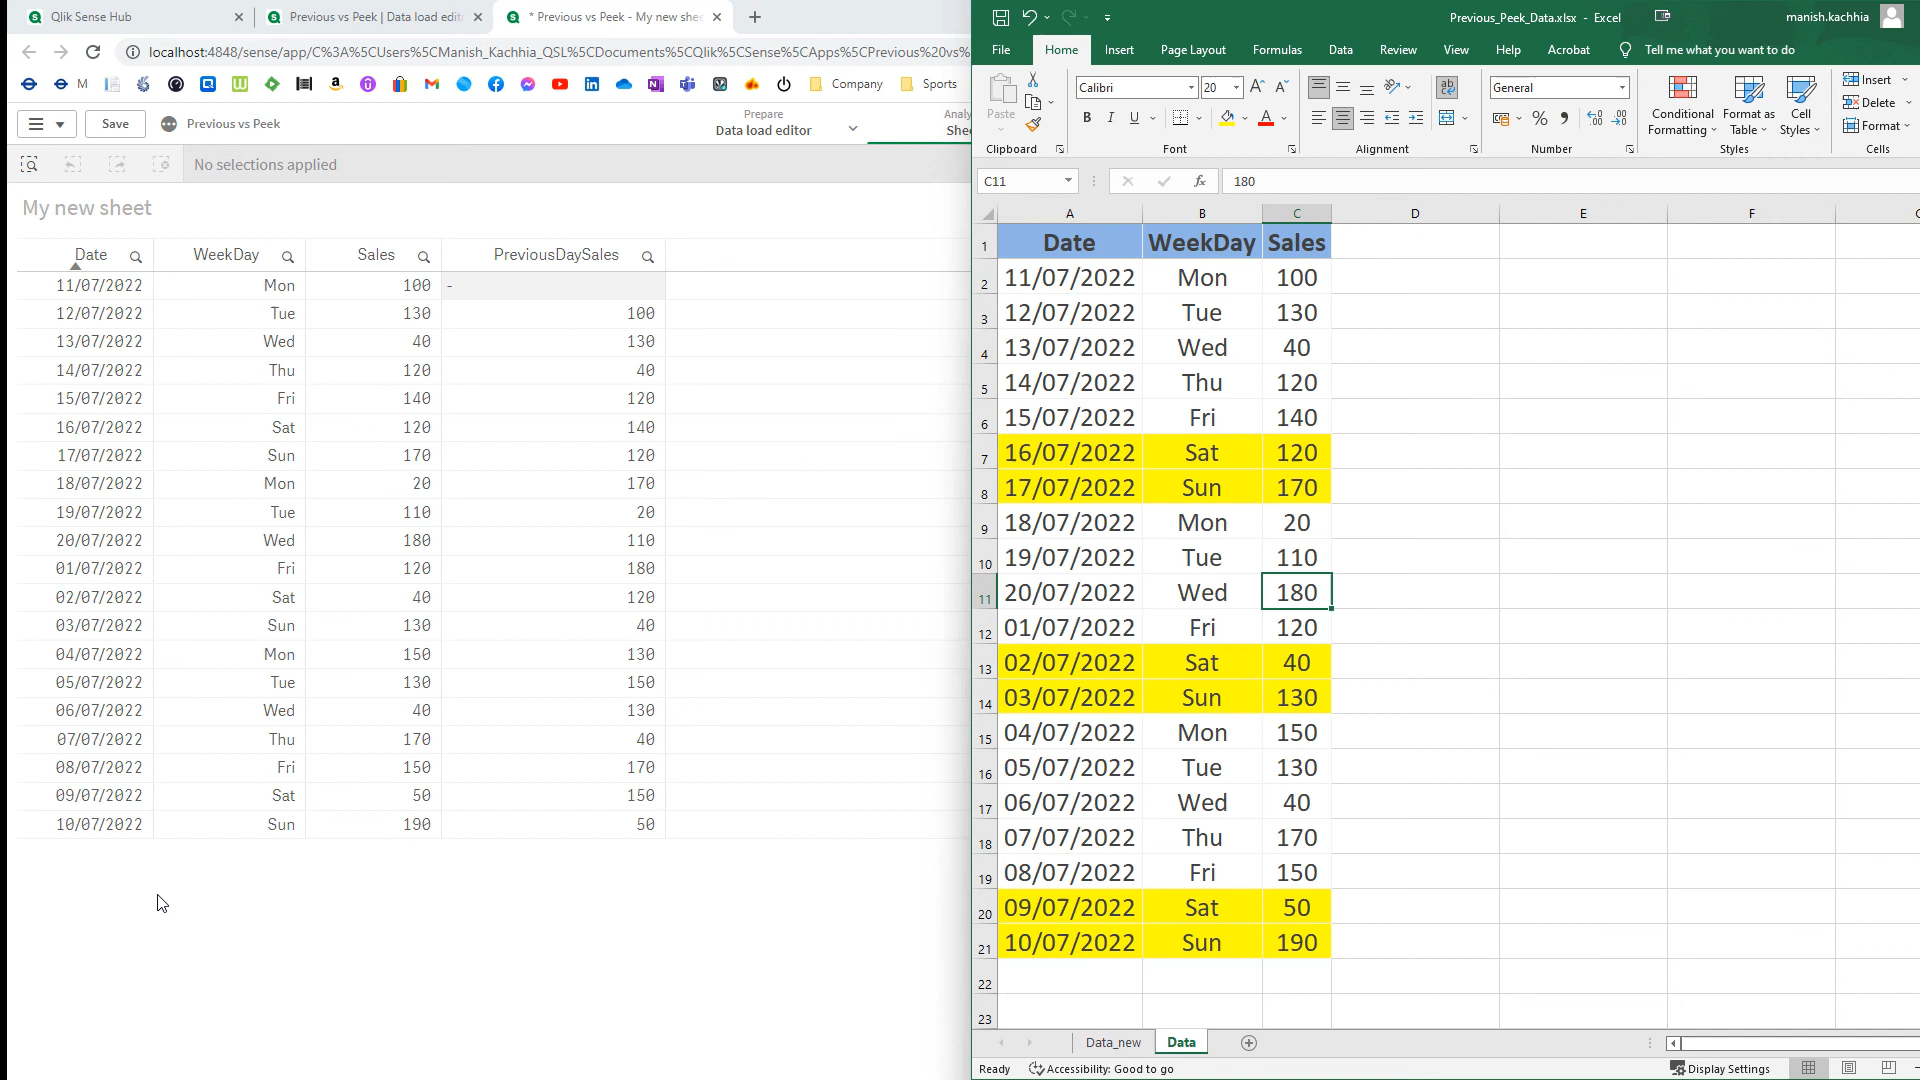 Qlik Sense Hub
Previous vs Peek | Data load edit
* Previous vs Peek - My new shee
localhost:4848/sense/app/C%3A%5CUsers%5CManish_Kachhia_QSL%5CDocuments%5CQlik%5CSense%5CApps%5CPrevious%20vs%
M
Company
Sports
Save
Previous vs Peek
Prepare
Data load editor
Analy
Shee
No selections applied
My new sheet
Date WeekDay Sales PreviousDaySales
11/07/2022 Mon 100 -
12/07/2022 Tue 130 100
13/07/2022 Wed 40 130
14/07/2022 Thu 120 40
15/07/2022 Fri 140 120
16/07/2022 Sat 120 140
17/07/2022 Sun 170 120
18/07/2022 Mon 20 170
19/07/2022 Tue 110 20
20/07/2022 Wed 180 110
01/07/2022 Fri 120 180
02/07/2022 Sat 40 120
03/07/2022 Sun 130 40
04/07/2022 Mon 150 130
05/07/2022 Tue 130 150
06/07/2022 Wed 40 130
07/07/2022 Thu 170 40
08/07/2022 Fri 150 170
09/07/2022 Sat 50 150
10/07/2022 Sun 190 50
Previous_Peek_Data.xlsx - Excel
manish.kachhia
File Home Insert Page Layout Formulas Data Review View Help Acrobat Tell me what you want to do
Paste
Clipboard
Calibri 20
B I U
Font
Alignment
General
Number
Conditional Formatting
Format as Table
Cell Styles
Styles
Insert
Delete
Format
Cells
C11 fx 180
A B C D E F
1 Date WeekDay Sales
2 11/07/2022 Mon 100
3 12/07/2022 Tue 130
4 13/07/2022 Wed 40
5 14/07/2022 Thu 120
6 15/07/2022 Fri 140
7 16/07/2022 Sat 120
8 17/07/2022 Sun 170
9 18/07/2022 Mon 20
10 19/07/2022 Tue 110
11 20/07/2022 Wed 180
12 01/07/2022 Fri 120
13 02/07/2022 Sat 40
14 03/07/2022 Sun 130
15 04/07/2022 Mon 150
16 05/07/2022 Tue 130
17 06/07/2022 Wed 40
18 07/07/2022 Thu 170
19 08/07/2022 Fri 150
20 09/07/2022 Sat 50
21 10/07/2022 Sun 190
22
23
Data_new Data
Ready Accessibility: Good to go Display Settings